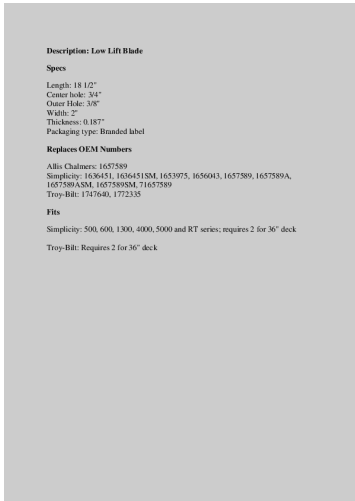 Description: Low Lift Blade
Specs
Length: 18 1/2"
Center hole: 3/4"
Outer Hole: 3/8"
Width: 2"
Thickness: 0.187"
Packaging type: Branded label
Replaces OEM Numbers
Allis Chalmers: 1657589
Simplicity: 1636451, 1636451SM, 1653975, 1656043, 1657589, 1657589A,
1657589ASM, 1657589SM, 71657589
Troy-Bilt: 1747640, 1772335
Fits
Simplicity: 500, 600, 1300, 4000, 5000 and RT series; requires 2 for 36" deck
Troy-Bilt: Requires 2 for 36" deck